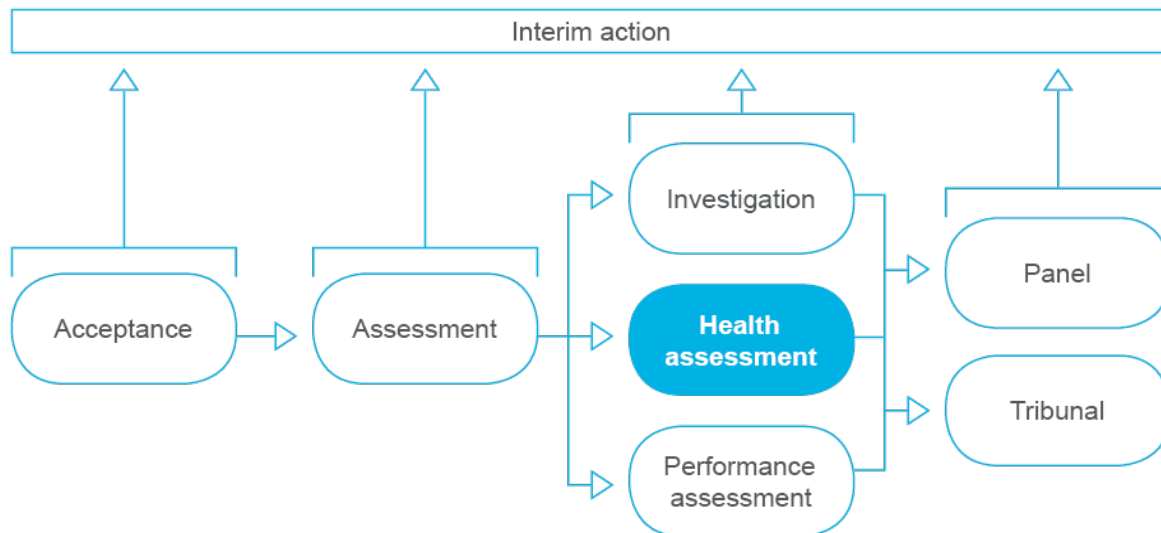 Interim action
Acceptance
Assessment
Investigation
Health
assessment
Performance
assessment
Panel
Tribunal